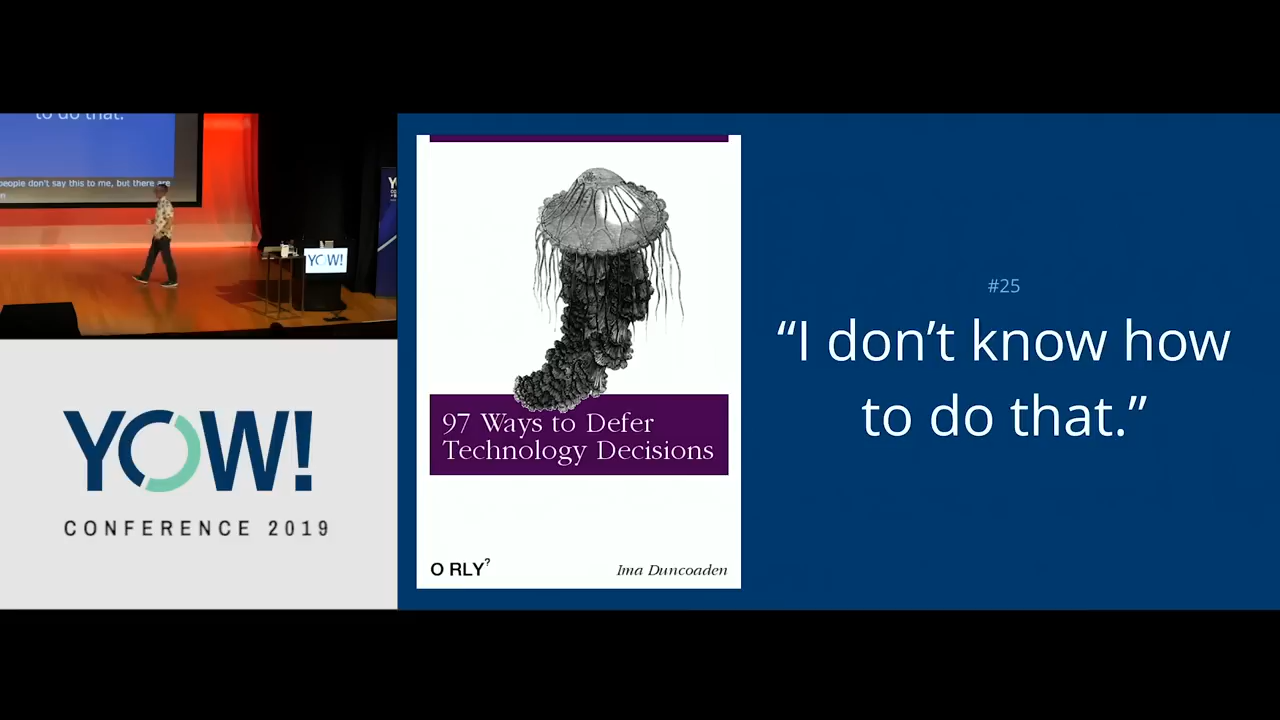 to do that.
people don't say this to me, but there are
YOW!
YOW!
CONFERENCE 2019
97 Ways to Defer
Technology Decisions
O RLY?
Ima Duncoaden
#25
“I don’t know how
to do that.”